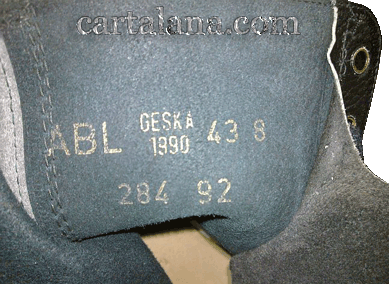 cartalana.com
ABL GESKA 43 8
1990
284 92